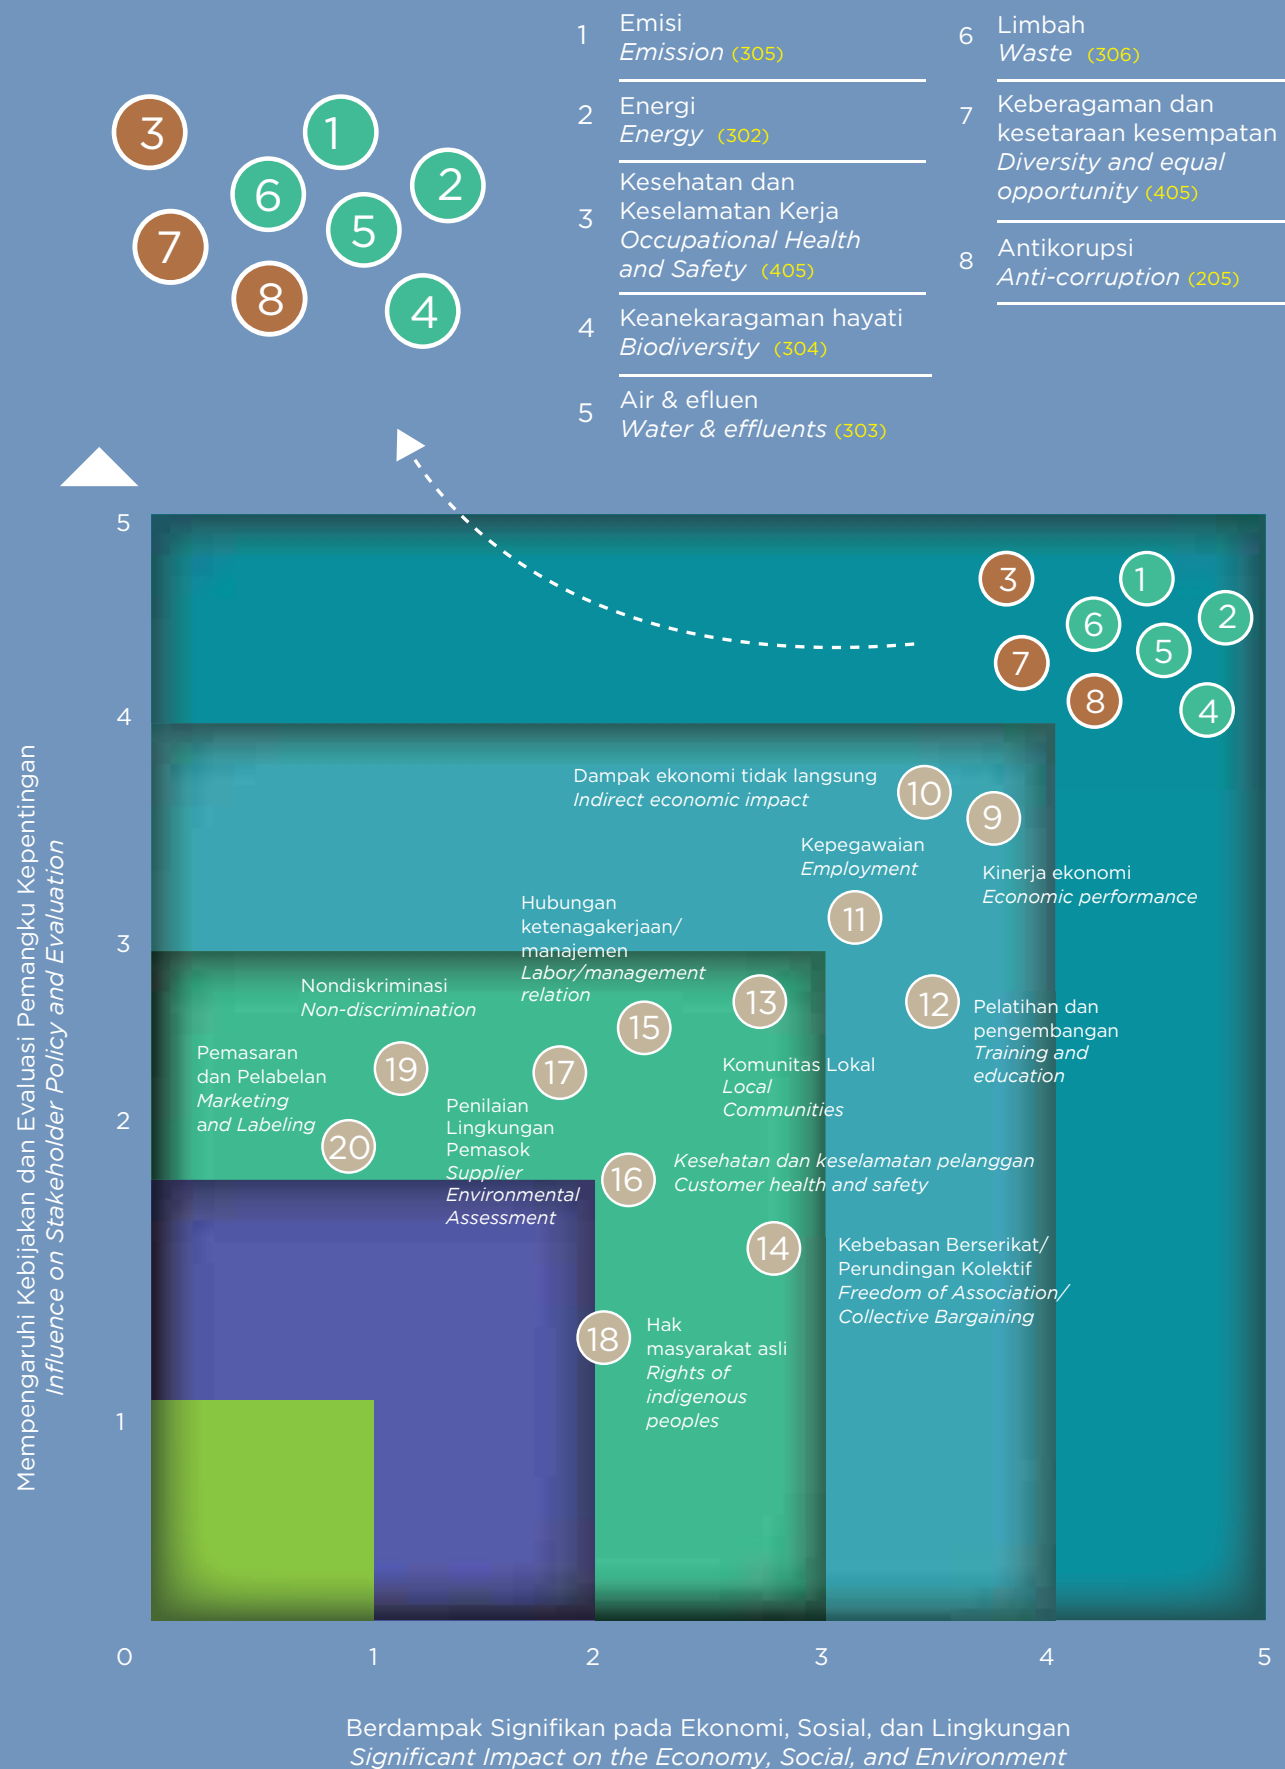 1
Emisi
Emission (305)
2
Energi
Energy (302)
3
Kesehatan dan
Keselamatan Kerja
Occupational Health
and Safety (405)
4
Keanekaragaman hayati
Biodiversity (304)
5
Air & efluen
Water & effluents (303)
6
Limbah
Waste (306)
7
Keberagaman dan
kesetaraan kesempatan
Diversity and equal
opportunity (405)
8
Antikorupsi
Anti-corruption (205)
3
1
6
2
5
7
8
4
Mempengaruhi Kebijakan dan Evaluasi Pemangku Kepentingan
Influence on Stakeholder Policy and Evaluation
5
4
3
2
1
3
1
6
2
5
7
8
4
Dampak ekonomi tidak langsung
Indirect economic impact
10
9
Kinerja ekonomi
Economic performance
Kepegawaian
Employment
11
Hubungan
ketenagakerjaan/
manajemen
Labor/management
relation
15
13
Komunitas Lokal
Local
Communities
12
Pelatihan dan
pengembangan
Training and
education
Nondiskriminasi
Non-discrimination
19
Pemasaran
dan Pelabelan
Marketing
and Labeling
20
17
Penilaian
Lingkungan
Pemasok
Supplier
Environmental
Assessment
16
Kesehatan dan keselamatan pelanggan
Customer health and safety
14
Kebebasan Berserikat/
Perundingan Kolektif
Freedom of Association/
Collective Bargaining
18
Hak
masyarakat asli
Rights of
indigenous
peoples
0
1
2
3
4
5
Berdampak Signifikan pada Ekonomi, Sosial, dan Lingkungan
Significant Impact on the Economy, Social, and Environment